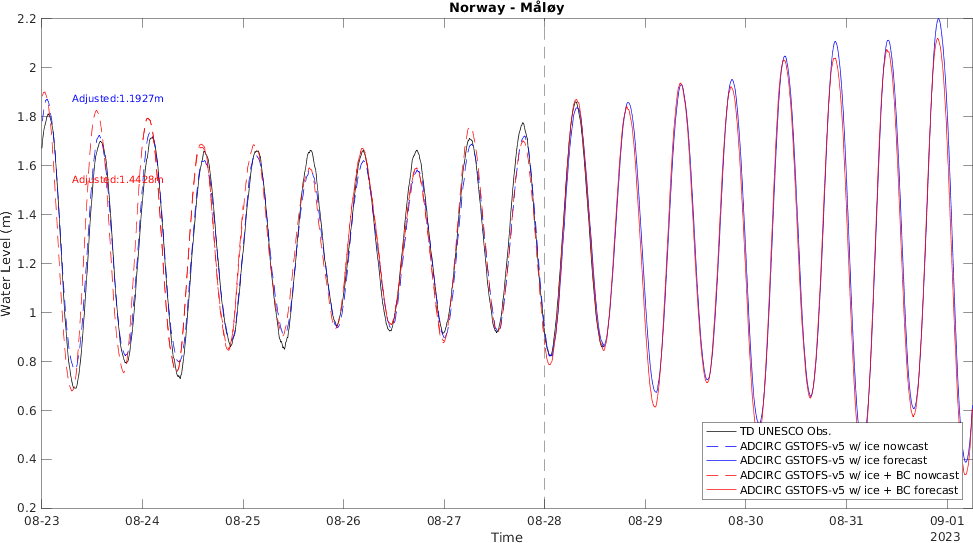 Norway - Måløy
2.2
2
1.8
1.6
1.4
1.2
1
0.8
0.6
0.4
0.2
Water Level (m)
Adjusted:1.1927m
Adjusted:1.4428m
TD UNESCO Obs.
ADCIRC GSTOFS-v5 w/ ice nowcast
ADCIRC GSTOFS-v5 w/ ice forecast
ADCIRC GSTOFS-v5 w/ ice + BC nowcast
ADCIRC GSTOFS-v5 w/ ice + BC forecast
08-23 08-24 08-25 08-26 08-27 08-28 08-29 08-30 08-31 09-01
2023
Time